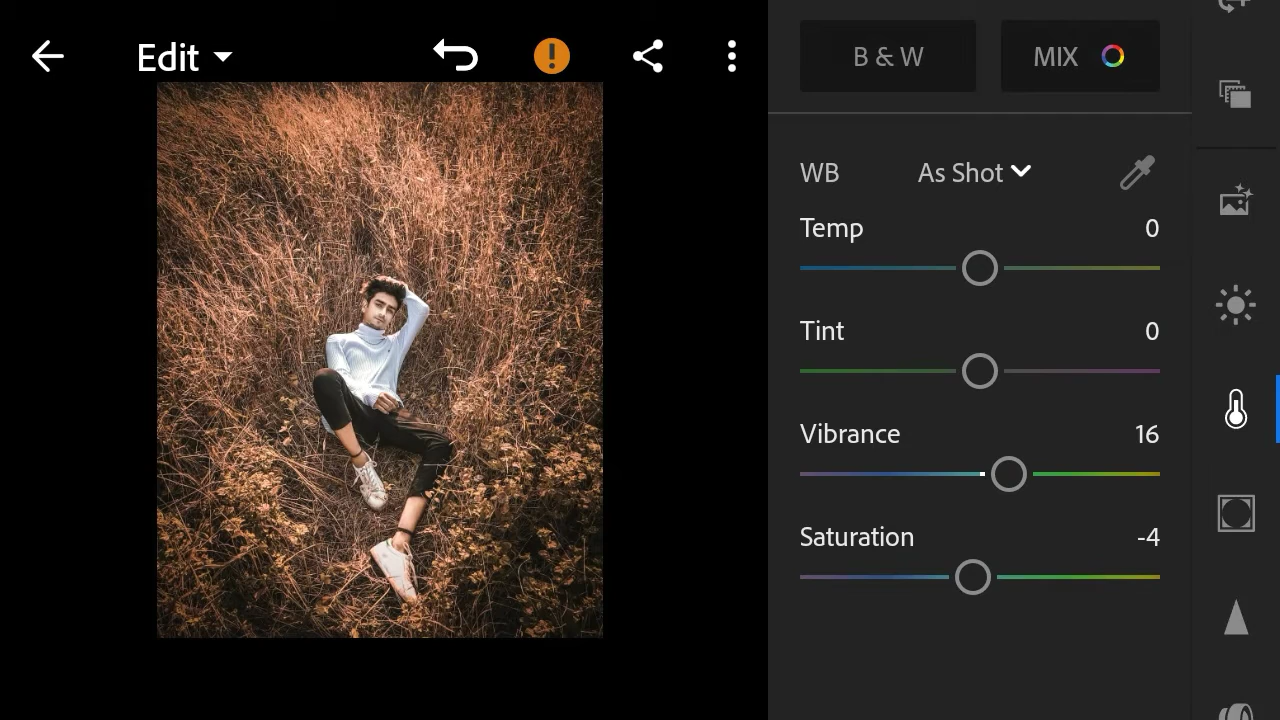 Edit
B & W
MIX
WB
As Shot
Temp
0
Tint
0
Vibrance
16
Saturation
-4